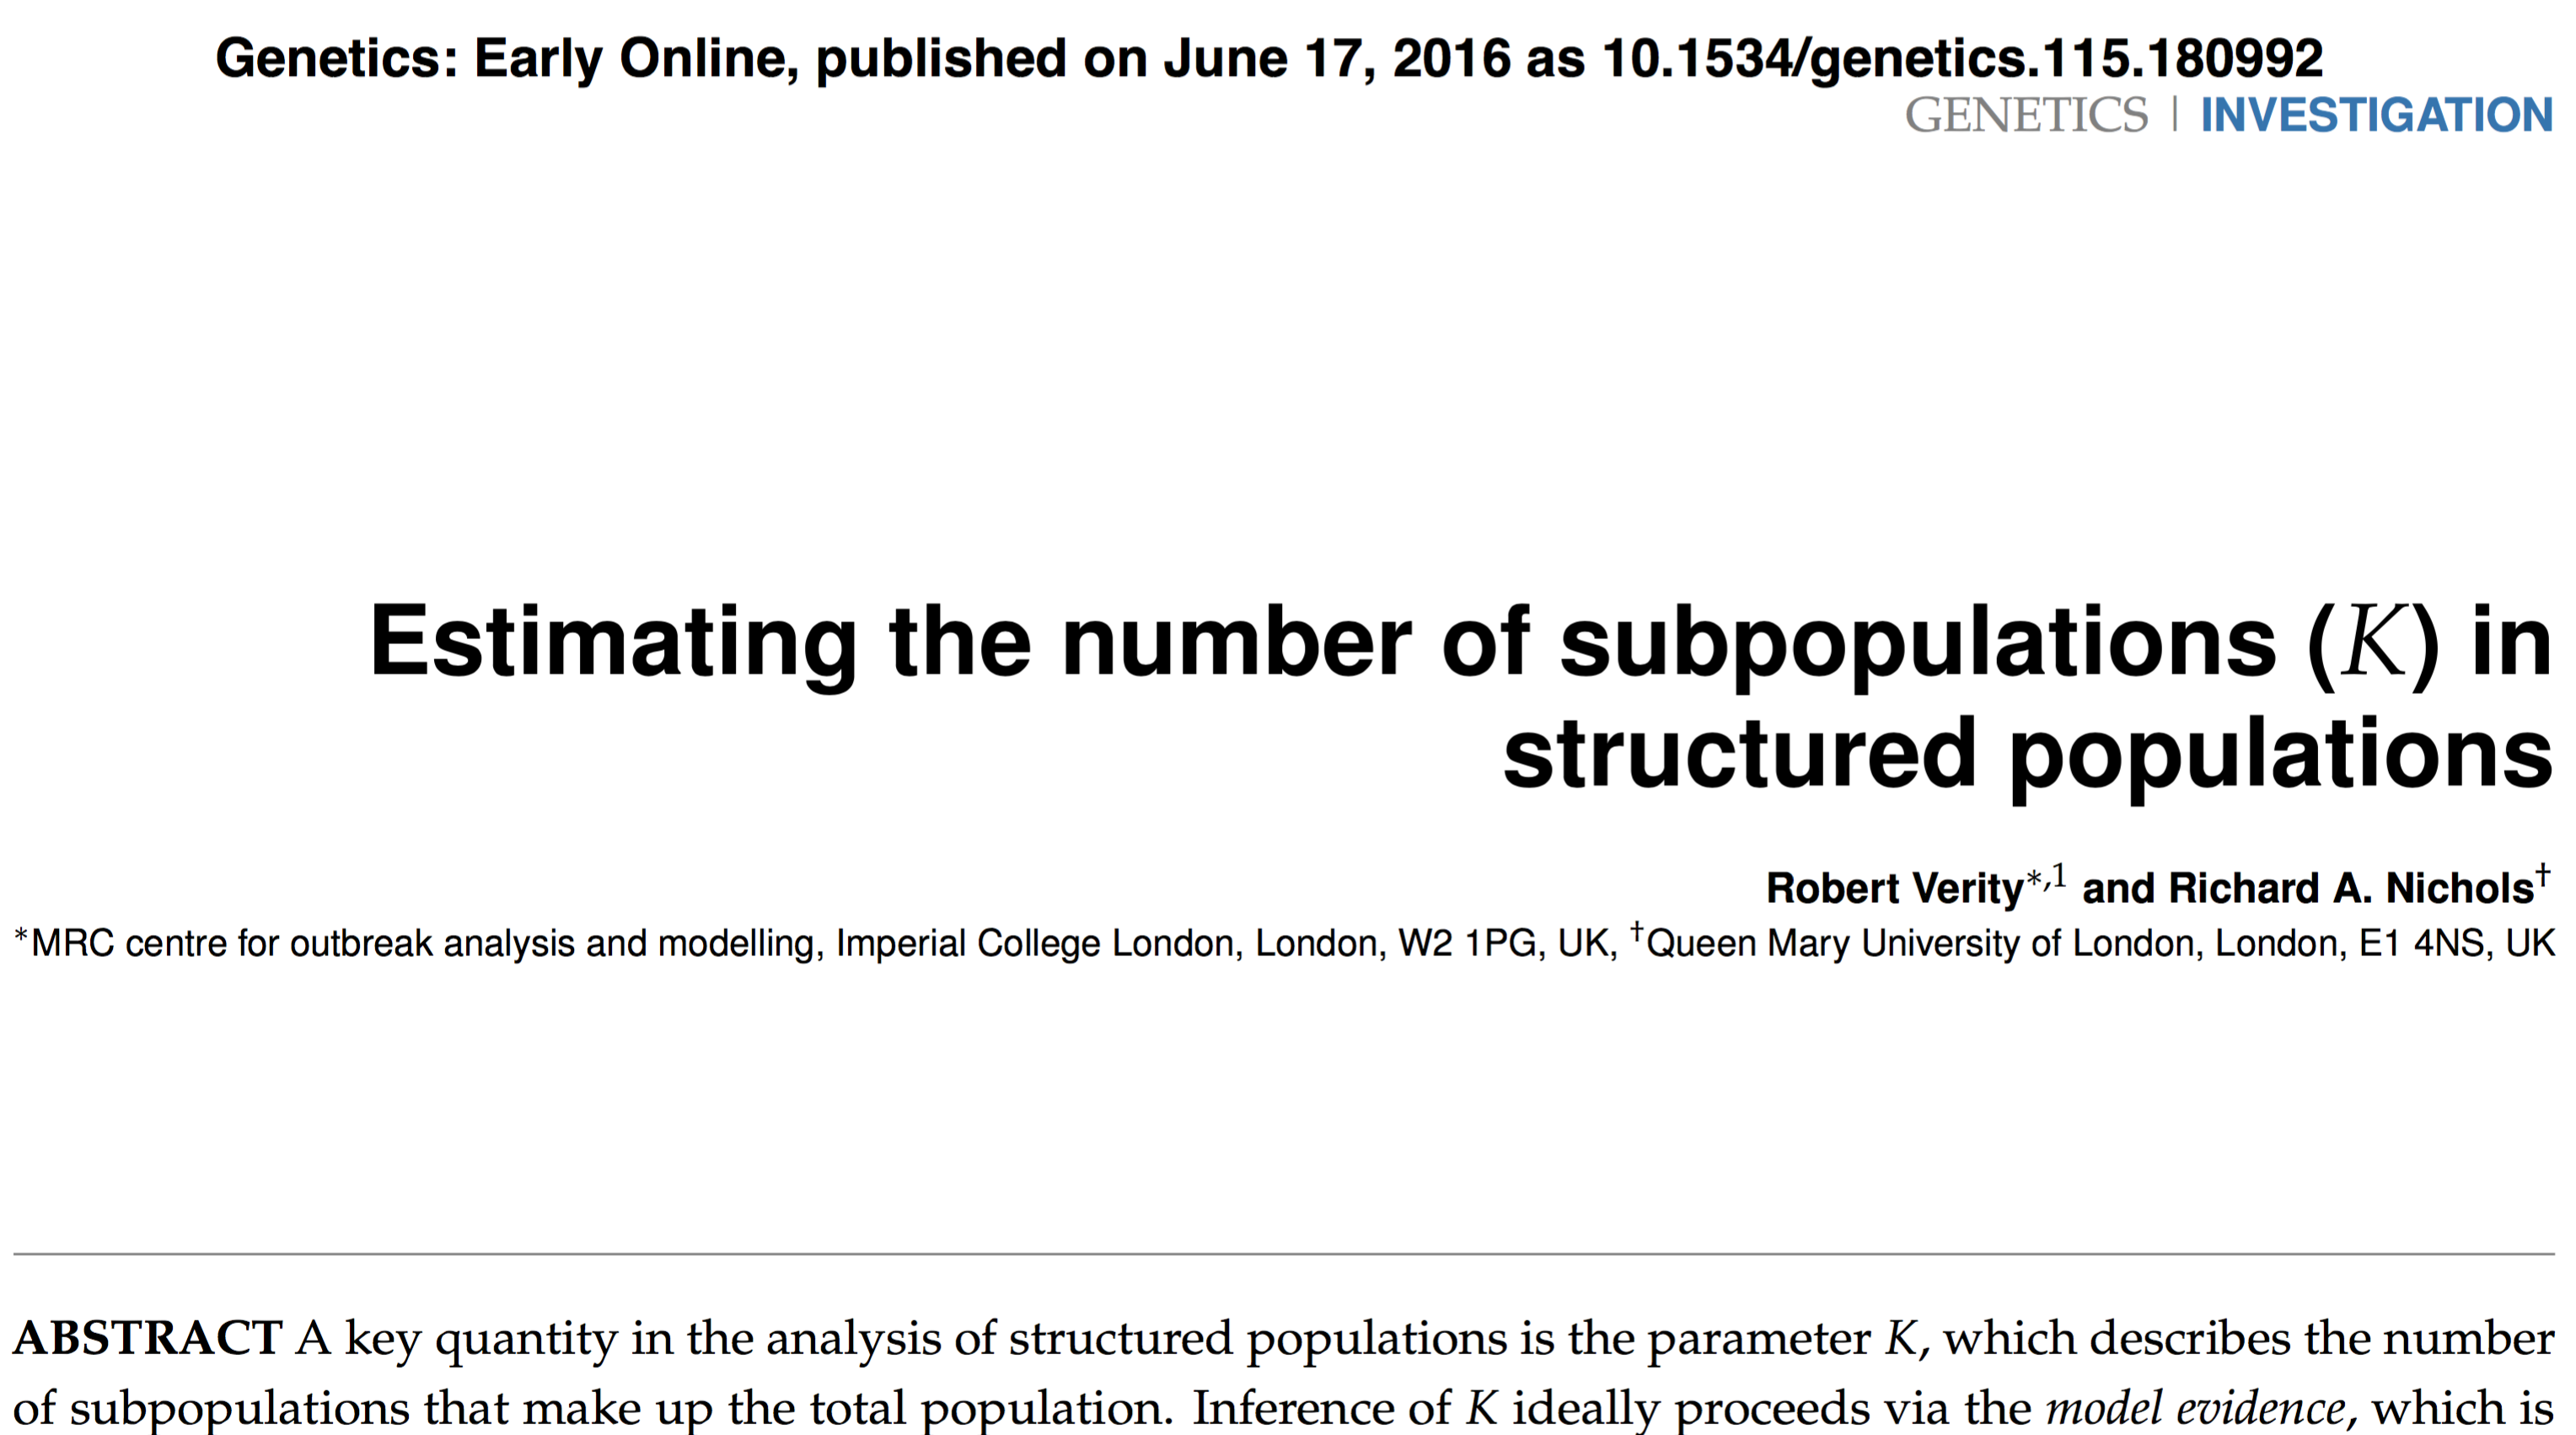 Genetics: Early Online, published on June 17, 2016 as 10.1534/genetics.115.180992
GENETICS | INVESTIGATION
Estimating the number of subpopulations (K) in
structured populations
Robert Verity*,1 and Richard A. Nichols†
*MRC centre for outbreak analysis and modelling, Imperial College London, London, W2 1PG, UK, †Queen Mary University of London, London, E1 4NS, UK
ABSTRACT A key quantity in the analysis of structured populations is the parameter K, which describes the number
of subpopulations that make up the total population. Inference of K ideally proceeds via the model evidence, which is